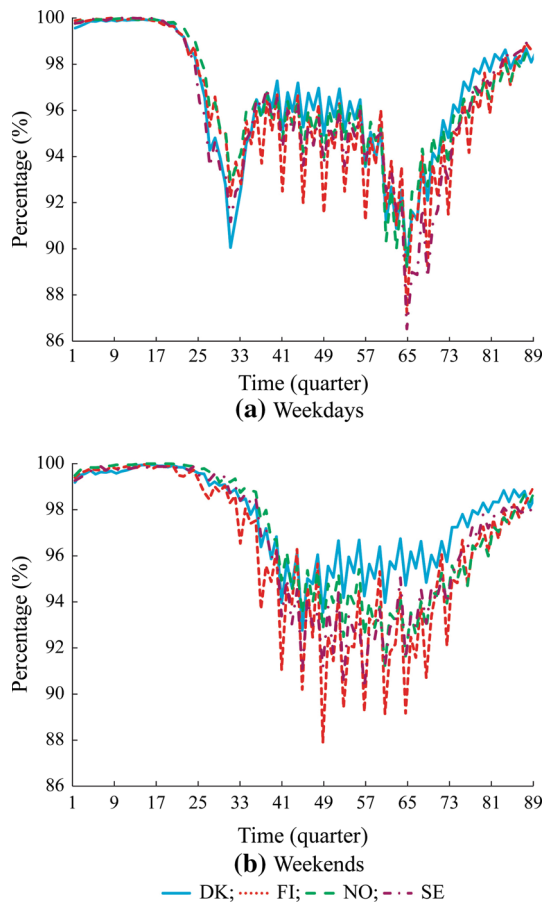 100
98
96
94
92
90
88
86
Percentage (%)
1 9 17 25 33 41 49 57 65 73 81 89
Time (quarter)
(a) Weekdays
100
98
96
94
92
90
88
86
Percentage (%)
1 9 17 25 33 41 49 57 65 73 81 89
Time (quarter)
(b) Weekends
DK; FI; NO; SE